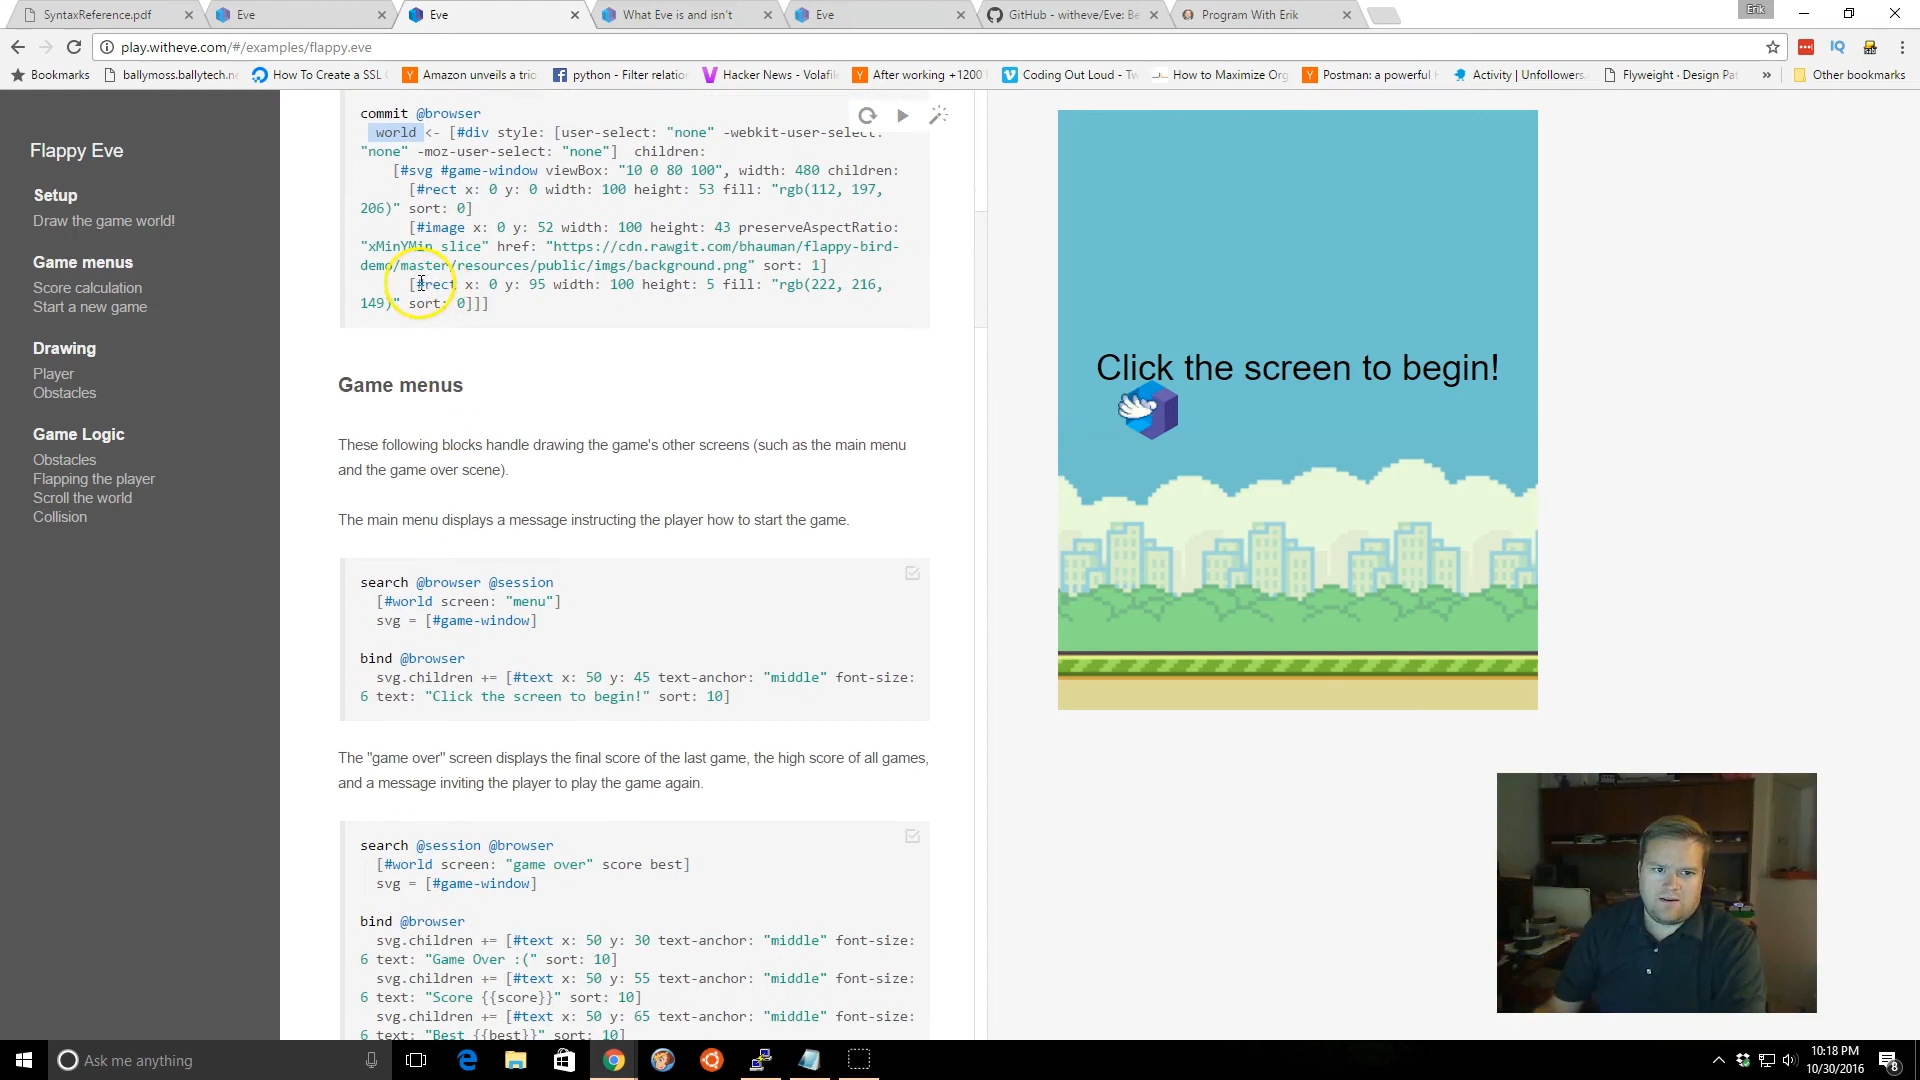 SyntaxReference.pdf
Eve
Eve
What Eve is and isn't
Eve
GitHub - witheve/Eve: Be
Program With Erik
Erik
play.witheve.com/#/examples/flappy.eve
Bookmarks
ballymoss.ballytech.ne
How To Create a SSL
Amazon unveils a trio
python - Filter relation
Hacker News - Volafile
After working +1200
Coding Out Loud - Tw
How to Maximize Org
Postman: a powerful
Activity | Unfollowers.
Flyweight · Design Pat
»
Other bookmarks
Flappy Eve
Setup
Draw the game world!
Game menus
Score calculation
Start a new game
Drawing
Player
Obstacles
Game Logic
Obstacles
Flapping the player
Scroll the world
Collision
commit @browser
world <- [#div style: [user-select: "none" -webkit-user-select:
"none" -moz-user-select: "none"]  children:
[#svg #game-window viewBox: "10 0 80 100", width: 480 children:
[#rect x: 0 y: 0 width: 100 height: 53 fill: "rgb(112, 197,
206)" sort: 0]
[#image x: 0 y: 52 width: 100 height: 43 preserveAspectRatio:
"xMinYMin slice" href: "https://cdn.rawgit.com/bhauman/flappy-bird-
demo/master/resources/public/imgs/background.png" sort: 1]
[#rect x: 0 y: 95 width: 100 height: 5 fill: "rgb(222, 216,
149)" sort: 0]]]
Game menus
These following blocks handle drawing the game's other screens (such as the main menu
and the game over scene).
The main menu displays a message instructing the player how to start the game.
search @browser @session
[#world screen: "menu"]
svg = [#game-window]
bind @browser
svg.children += [#text x: 50 y: 45 text-anchor: "middle" font-size:
6 text: "Click the screen to begin!" sort: 10]
The "game over" screen displays the final score of the last game, the high score of all games,
and a message inviting the player to play the game again.
search @session @browser
[#world screen: "game over" score best]
svg = [#game-window]
bind @browser
svg.children += [#text x: 50 y: 30 text-anchor: "middle" font-size:
6 text: "Game Over :(" sort: 10]
svg.children += [#text x: 50 y: 55 text-anchor: "middle" font-size:
6 text: "Score {{score}}" sort: 10]
svg.children += [#text x: 50 y: 65 text-anchor: "middle" font-size:
6 text: "Best {{best}}" sort: 10]
Click the screen to begin!
Ask me anything
10:18 PM
10/30/2016
8